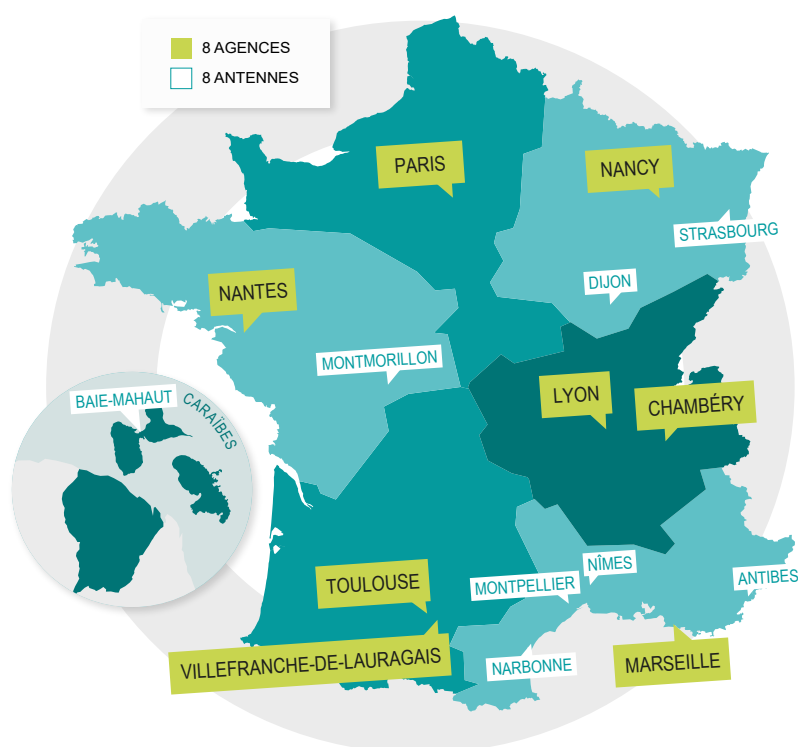 8 AGENCES
8 ANTENNES
PARIS
NANCY
STRASBOURG
DIJON
NANTES
MONTMORILLON
LYON
CHAMBÉRY
BAIE-MAHAUT
CARAÏBES
TOULOUSE
MONTPELLIER
NÎMES
ANTIBES
VILLEFRANCHE-DE-LAURAGAIS
NARBONNE
MARSEILLE